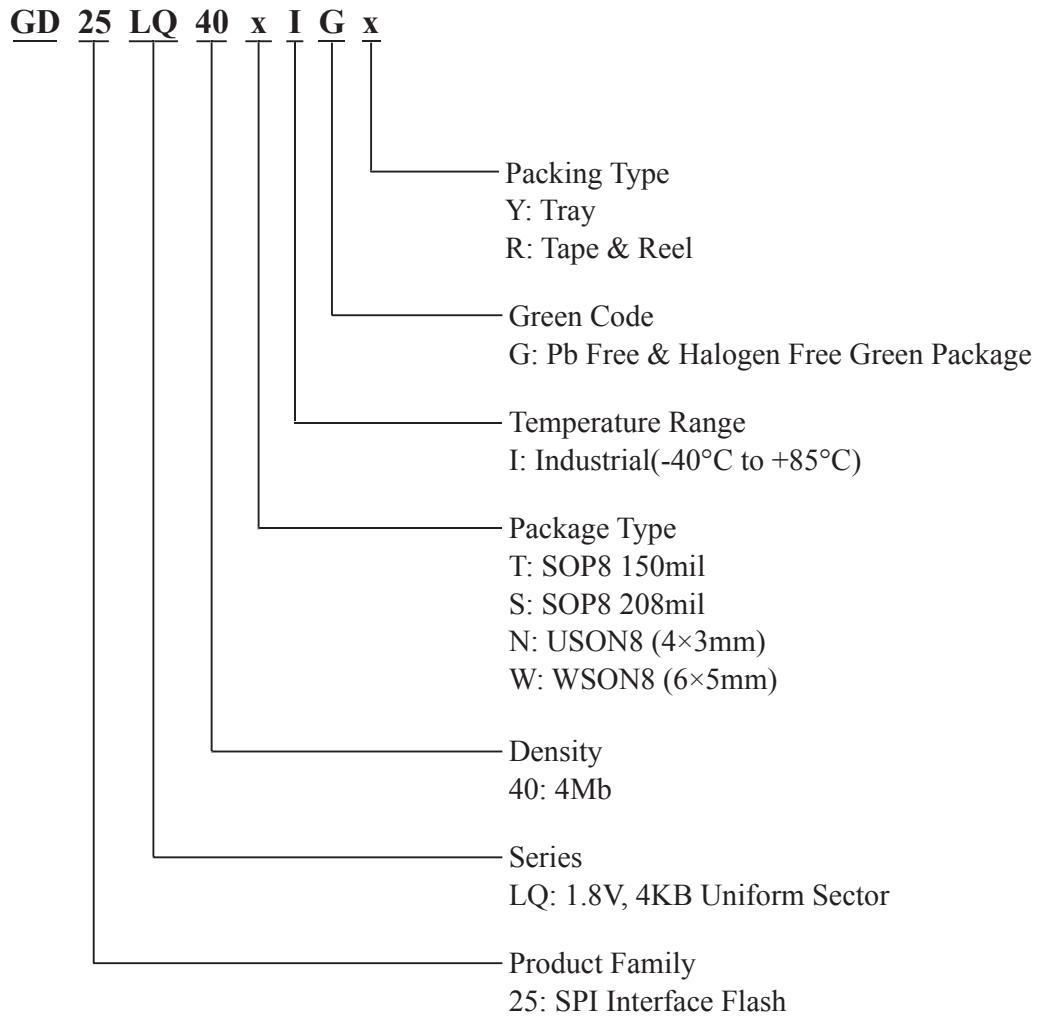 GD 25 LQ 40 x I G x
Packing Type
Y: Tray
R: Tape & Reel
Green Code
G: Pb Free & Halogen Free Green Package
Temperature Range
I: Industrial(-40°C to +85°C)
Package Type
T: SOP8 150mil
S: SOP8 208mil
N: USON8 (4×3mm)
W: WSON8 (6×5mm)
Density
40: 4Mb
Series
LQ: 1.8V, 4KB Uniform Sector
Product Family
25: SPI Interface Flash